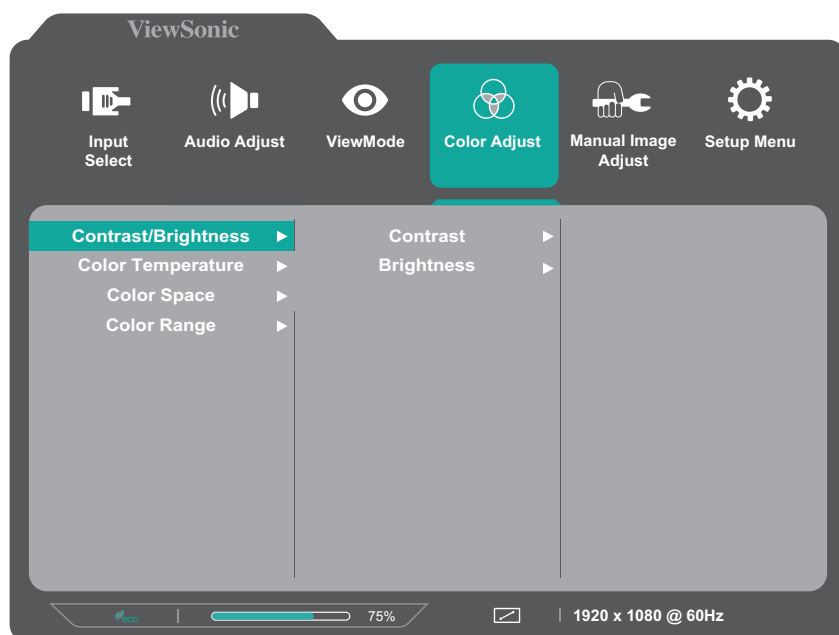 ViewSonic
Input Select
Audio Adjust
ViewMode
Color Adjust
Manual Image Adjust
Setup Menu
Contrast/Brightness
Color Temperature
Color Space
Color Range
Contrast
Brightness
eco
75%
1920 x 1080 @ 60Hz